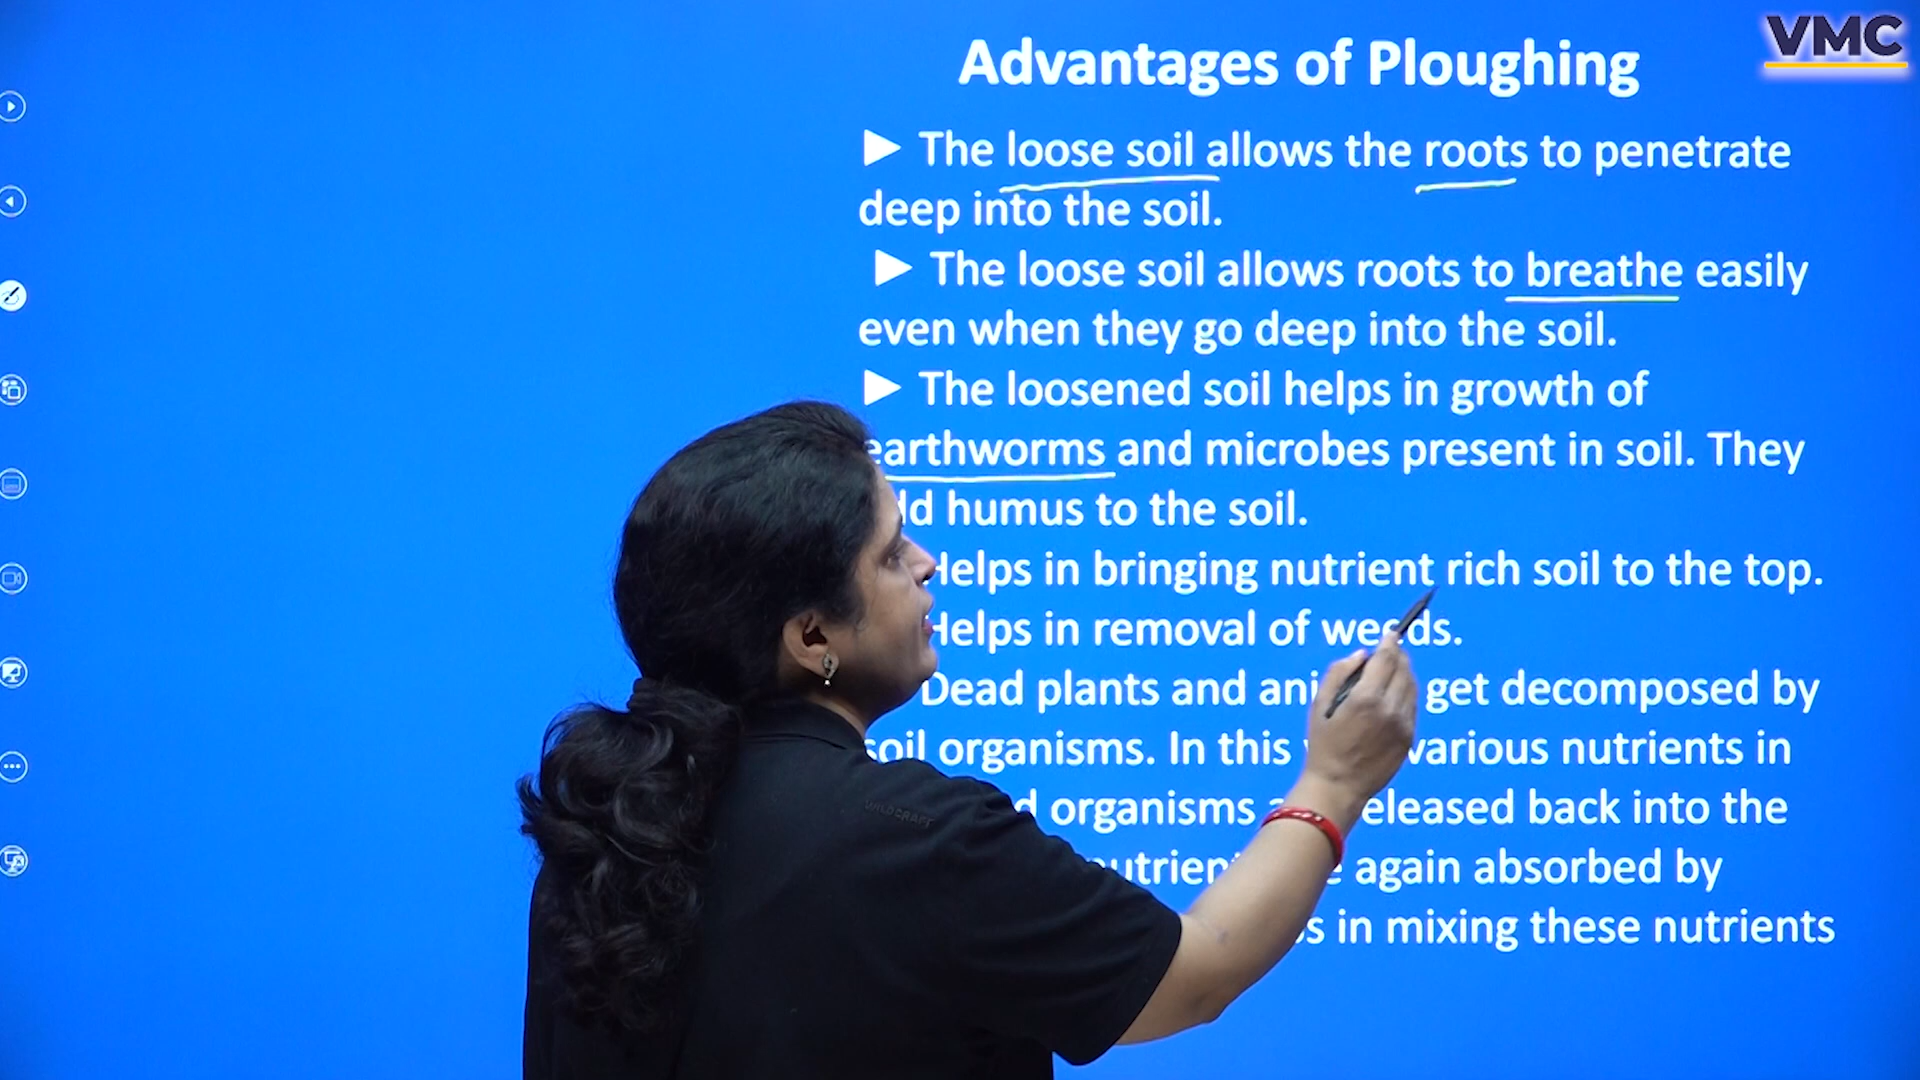 VMC
Advantages of Ploughing
► The loose soil allows the roots to penetrate
deep into the soil.
► The loose soil allows roots to breathe easily
even when they go deep into the soil.
► The loosened soil helps in growth of
earthworms and microbes present in soil. They
humus to the soil.
Helps in bringing nutrient rich soil to the top.
Helps in removal of weeds.
Dead plants and get decomposed by
soil organisms. In this various nutrients in
organisms released back into the
again absorbed by
in mixing these nutrients
WILDCRAFT